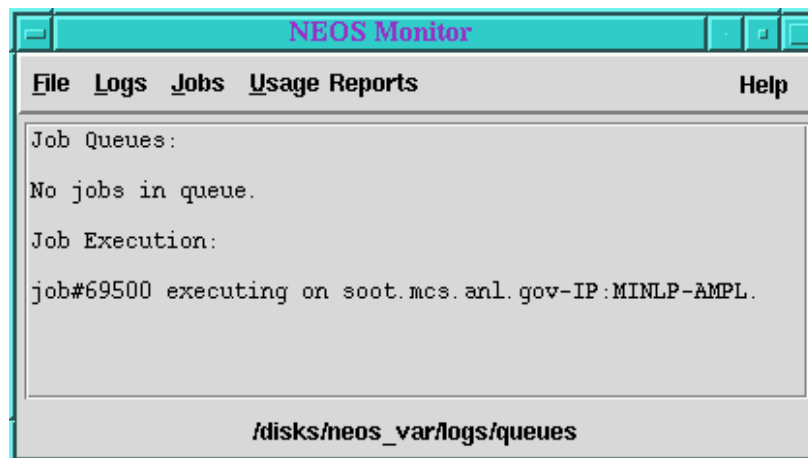 NEOS Monitor
File Logs Jobs Usage Reports Help
Job Queues:
No jobs in queue.
Job Execution:
job#69500 executing on soot.mcs.anl.gov-IP:MINLP-AMPL.
/disks/neos_var/logs/queues